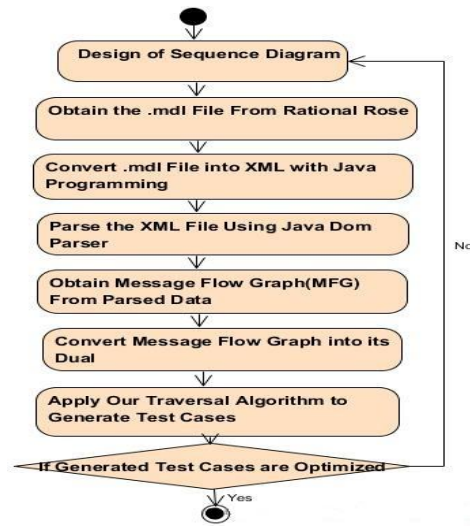 Design of Sequence Diagram
Obtain the .mdl File From Rational Rose
Convert .mdl File into XML with Java
Programming
Parse the XML File Using Java Dom
Parser
No
Obtain Message Flow Graph(MFG)
From Parsed Data
Convert Message Flow Graph into its
Dual
Apply Our Traversal Algorithm to
Generate Test Cases
If Generated Test Cases are Optimized
Yes